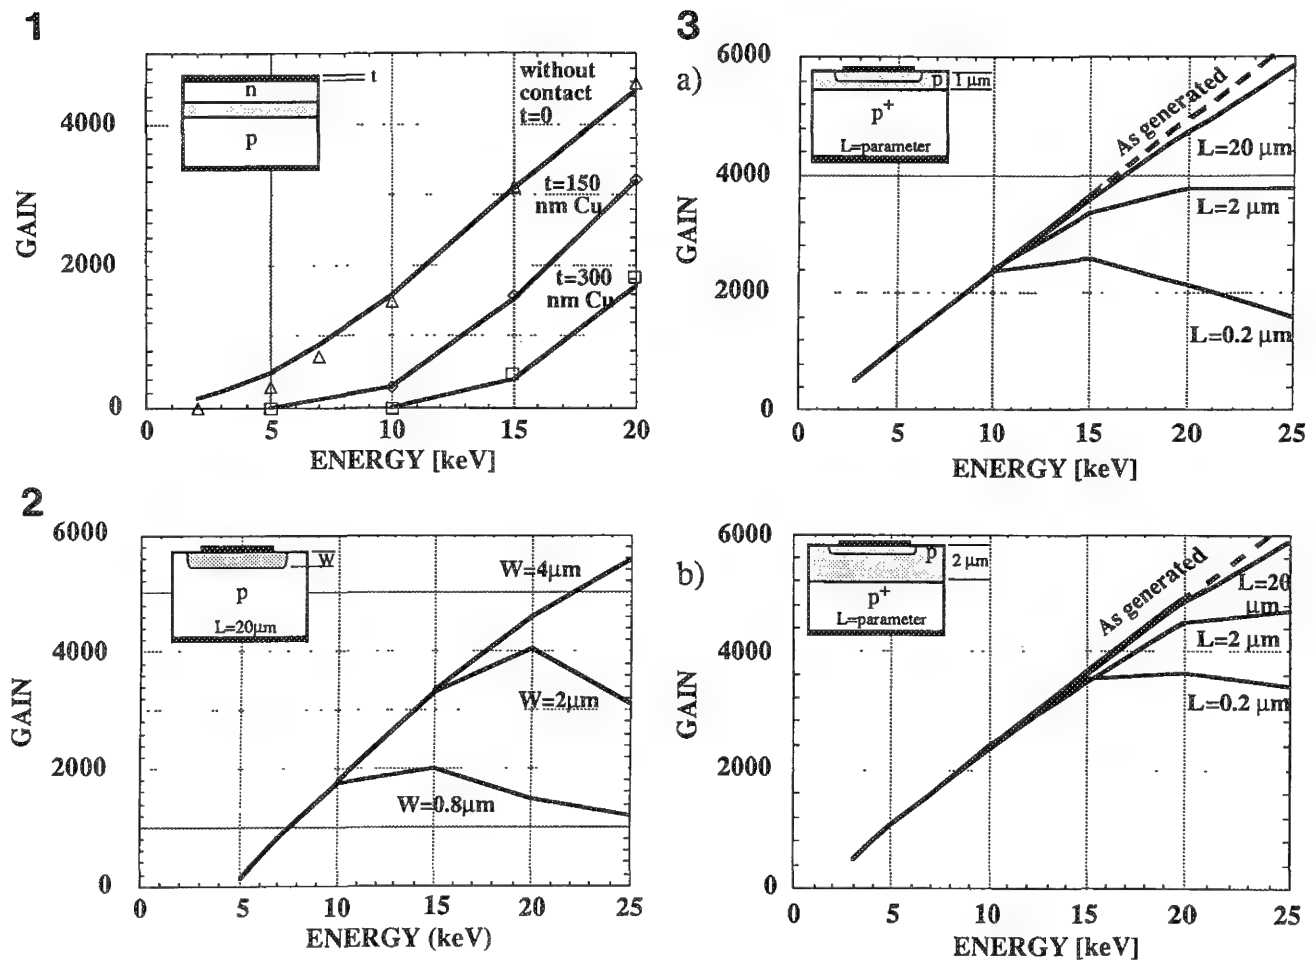 1
GAIN
4000
2000
0
0
5
10
15
20
ENERGY [keV]
t
n
p
without
contact
t=0
t=150
nm Cu
t=300
nm Cu
2
GAIN
6000
4000
2000
0
0
5
10
15
20
25
ENERGY (keV)
W
p
L=20μm
W=4μm
W=2μm
W=0.8μm
3
a)
GAIN
6000
4000
2000
0
0
5
10
15
20
25
ENERGY [keV]
p
1 μm
p+
L=parameter
As generated
L=20 μm
L=2 μm
L=0.2 μm
b)
GAIN
6000
4000
2000
0
0
5
10
15
20
25
ENERGY [keV]
p
2 μm
p+
L=parameter
As generated
L=20
μm
L=2 μm
L=0.2 μm